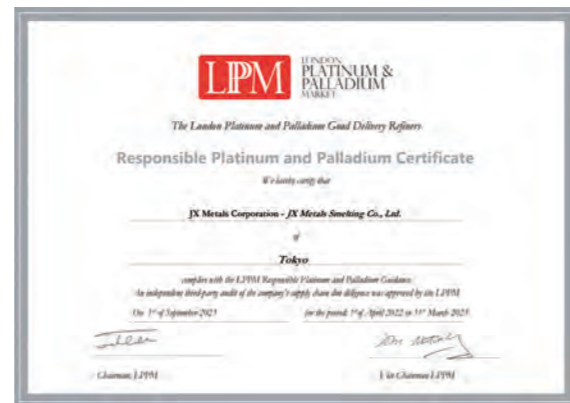 LPPM
LONDON
PLATINUM &
PALLADIUM
MARKET
The London Platinum and Palladium Good Delivery Refiners
Responsible Platinum and Palladium Certificate
We hereby certify that
JX Metals Corporation - JX Metals Smelting Co., Ltd.
of
Tokyo
complies with the LPPM Responsible Platinum and Palladium Guidance
An independent third party audit of the company's supply chain due diligence was approved by the LPPM
On 1st of September 2023
for the period: 1st of April 2022 to 31st March 2023
Chairman LPPM
Vice Chairman LPPM